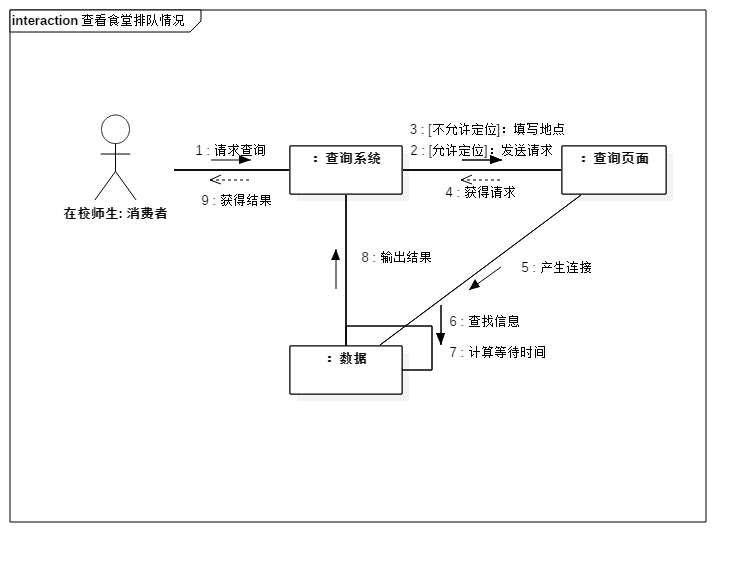 interaction 查看食堂排队情况
3 : [不允许定位]：填写地点
1 : 请求查询
2 : [允许定位]：发送请求
：查询系统
：查询页面
9 : 获得结果
4 : 获得请求
在校师生: 消费者
8 : 输出结果
5 : 产生连接
6 : 查找信息
7 : 计算等待时间
：数据